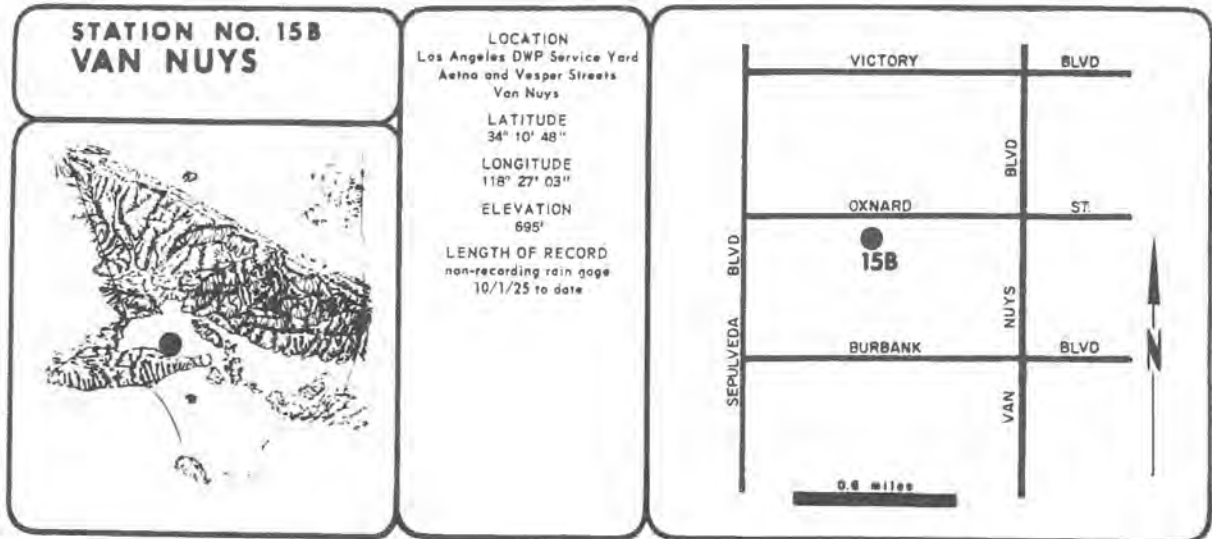 STATION NO. 15B
VAN NUYS
LOCATION
Los Angeles DWP Service Yard
Aetna and Vesper Streets
Van Nuys
LATITUDE
34° 10' 48"
LONGITUDE
118° 27' 03"
ELEVATION
695'
LENGTH OF RECORD
non-recording rain gage
10/1/25 to date
VICTORY BLVD
OXNARD ST.
15B
BURBANK BLVD
SEPULVEDA BLVD
VAN NUYS BLVD
N
0.6 miles